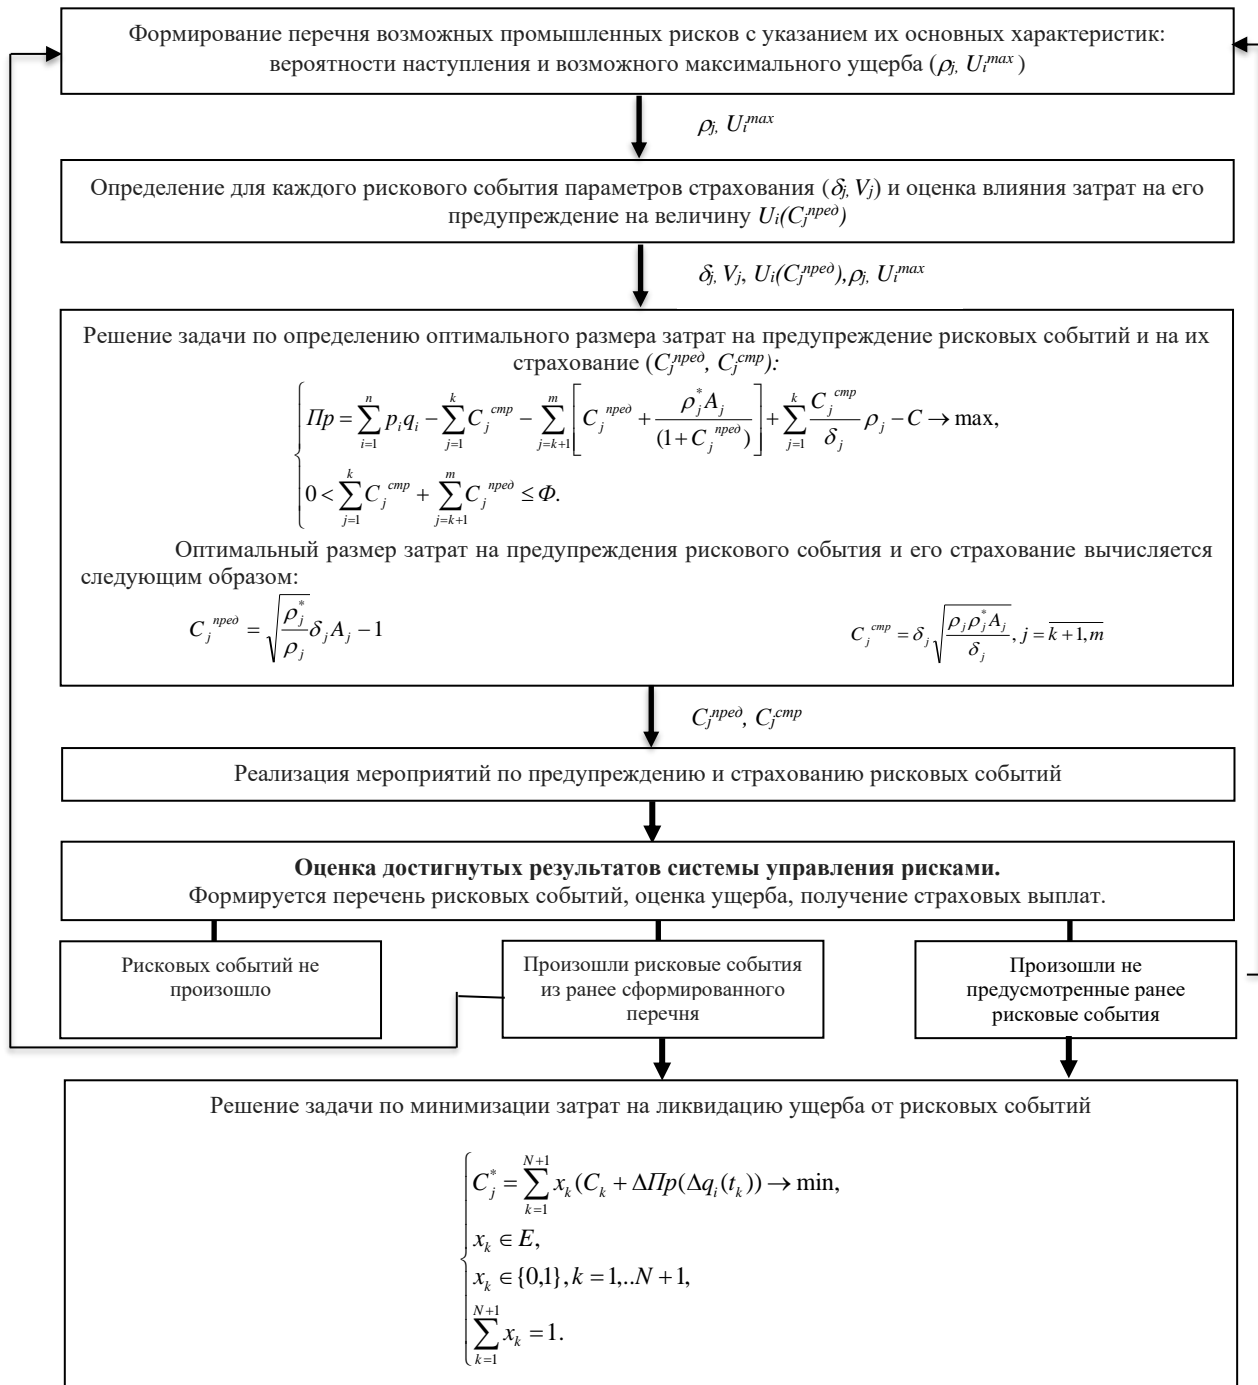 Формирование перечня возможных промышленных рисков с указанием их основных характеристик:
вероятности наступления и возможного максимального ущерба (ρj, Ui^max )
ρj, Ui^max
Определение для каждого рискового события параметров страхования (δj, Vj) и оценка влияния затрат на его
предупреждение на величину Ui(Cj^пред)
δj, Vj, Ui(Cj^пред),ρj, Ui^max
Решение задачи по определению оптимального размера затрат на предупреждение рисковых событий и на их
страхование (Cj^пред, Cj^стр):
Пр = ∑_{i=1}^{n} p_i q_i − ∑_{j=1}^{k} C_j^{стр} − ∑_{j=k+1}^{m} [ C_j^{пред} + ρ_j^* A_j / (1 + C_j^{пред}) ] + ∑_{j=1}^{k} C_j^{стр} / δ_j ρ_j − C → max,
0 < ∑_{j=1}^{k} C_j^{стр} + ∑_{j=k+1}^{m} C_j^{пред} ≤ Ф.
Оптимальный размер затрат на предупреждения рискового события и его страхование вычисляется
следующим образом:
C_j^{пред} = √(ρ_j^* / ρ_j) δ_j A_j − 1
C_j^{стр} = δ_j √(ρ_j ρ_j^* A_j / δ_j), j = \overline{k+1,m}
Cj^пред, Cj^стр
Реализация мероприятий по предупреждению и страхованию рисковых событий
Оценка достигнутых результатов системы управления рисками.
Формируется перечень рисковых событий, оценка ущерба, получение страховых выплат.
Рисковых событий не
произошло
Произошли рисковые события
из ранее сформированного
перечня
Произошли не
предусмотренные ранее
рисковые события
Решение задачи по минимизации затрат на ликвидацию ущерба от рисковых событий
C_j^* = ∑_{k=1}^{N+1} x_k (C_k + ΔПр(Δq_i(t_k)) → min,
x_k ∈ E,
x_k ∈ {0,1}, k = 1,..N + 1,
∑_{k=1}^{N+1} x_k = 1.